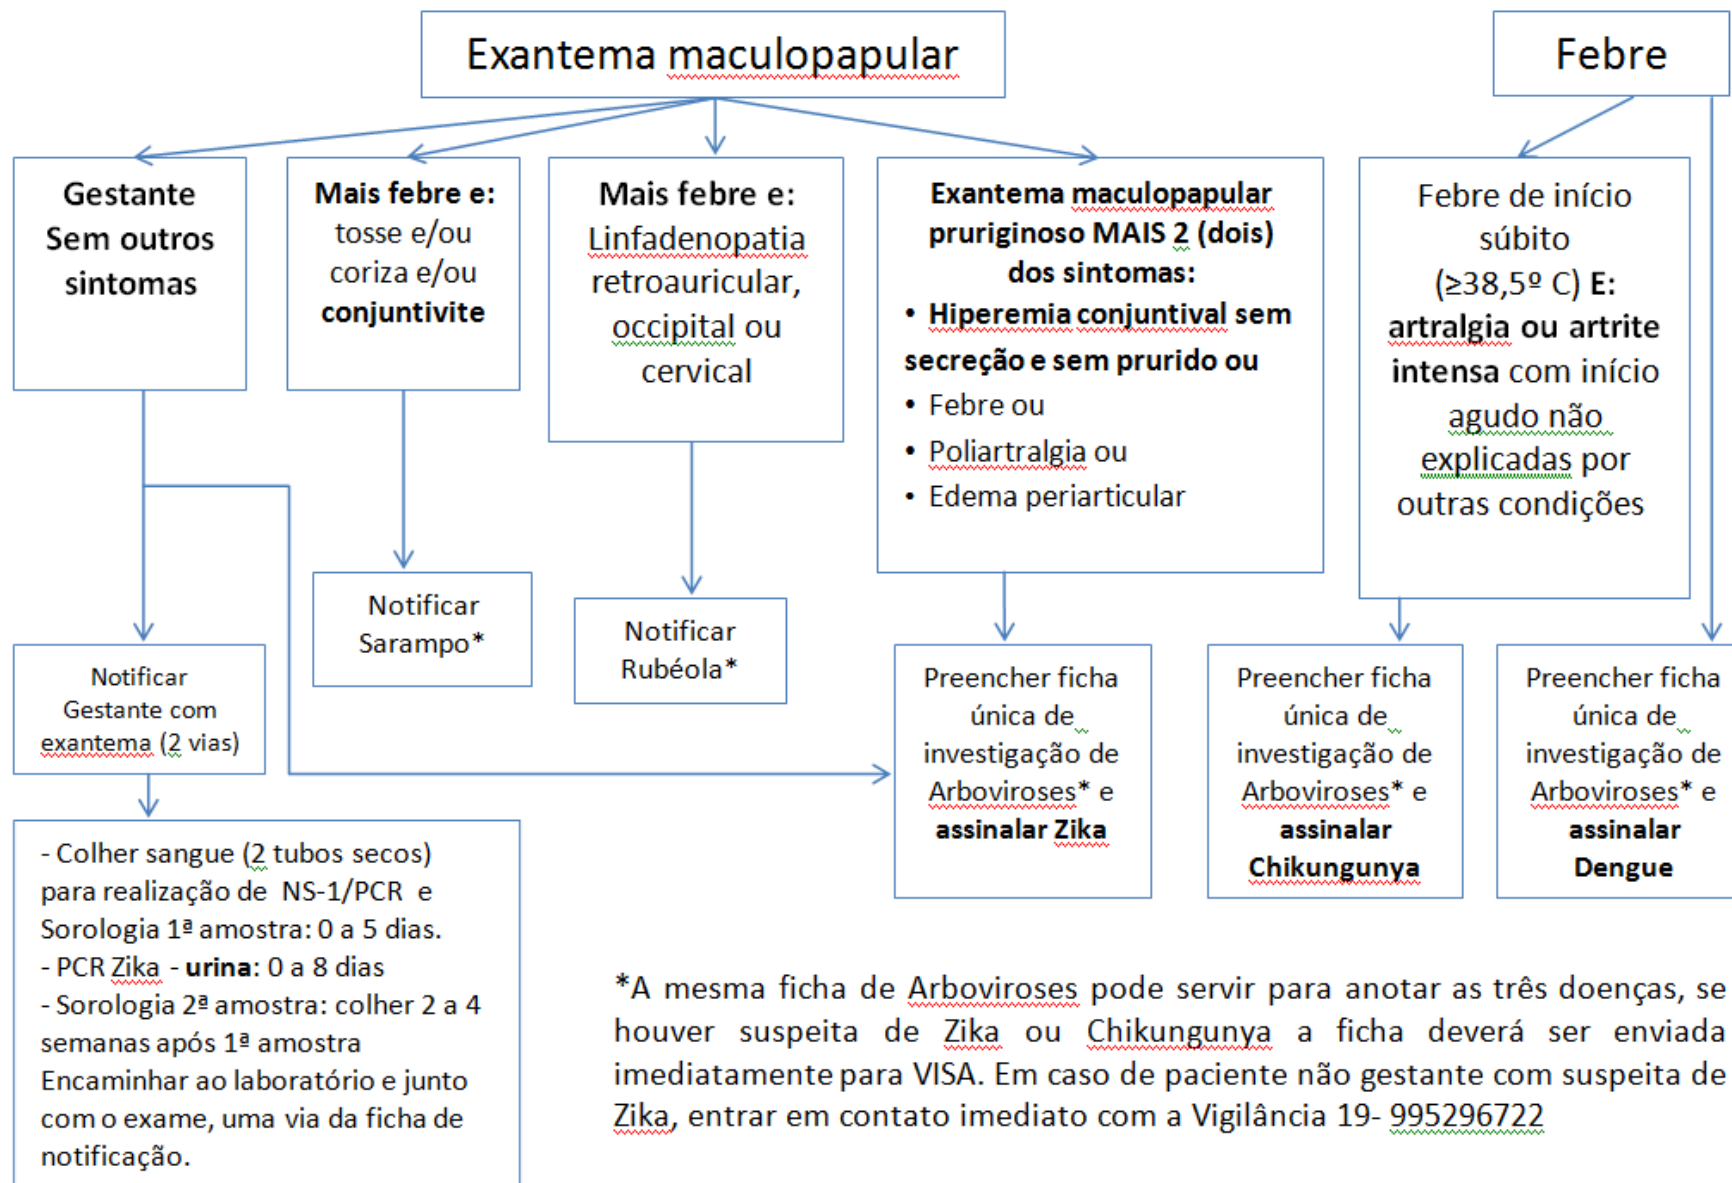 Exantema maculopapular
Febre
Gestante
Sem outros
sintomas
Mais febre e:
tosse e/ou
coriza e/ou
conjuntivite
Mais febre e:
Linfadenopatia
retroauricular,
occipital ou
cervical
Exantema maculopapular
pruriginoso MAIS 2 (dois)
dos sintomas:
• Hiperemia conjuntival sem
secreção e sem prurido ou
• Febre ou
• Poliartralgia ou
• Edema periarticular
Febre de início
súbito
(≥38,5º C) E:
artralgia ou artrite
intensa com início
agudo não
explicadas por
outras condições
Notificar
Gestante com
exantema (2 vias)
Notificar
Sarampo*
Notificar
Rubéola*
Preencher ficha
única de
investigação de
Arboviroses* e
assinalar Zika
Preencher ficha
única de
investigação de
Arboviroses* e
assinalar
Chikungunya
Preencher ficha
única de
investigação de
Arboviroses* e
assinalar
Dengue
- Colher sangue (2 tubos secos)
para realização de NS-1/PCR e
Sorologia 1ª amostra: 0 a 5 dias.
- PCR Zika - urina: 0 a 8 dias
- Sorologia 2ª amostra: colher 2 a 4
semanas após 1ª amostra
Encaminhar ao laboratório e junto
com o exame, uma via da ficha de
notificação.
*A mesma ficha de Arboviroses pode servir para anotar as três doenças, se
houver suspeita de Zika ou Chikungunya a ficha deverá ser enviada
imediatamente para VISA. Em caso de paciente não gestante com suspeita de
Zika, entrar em contato imediato com a Vigilância 19- 995296722